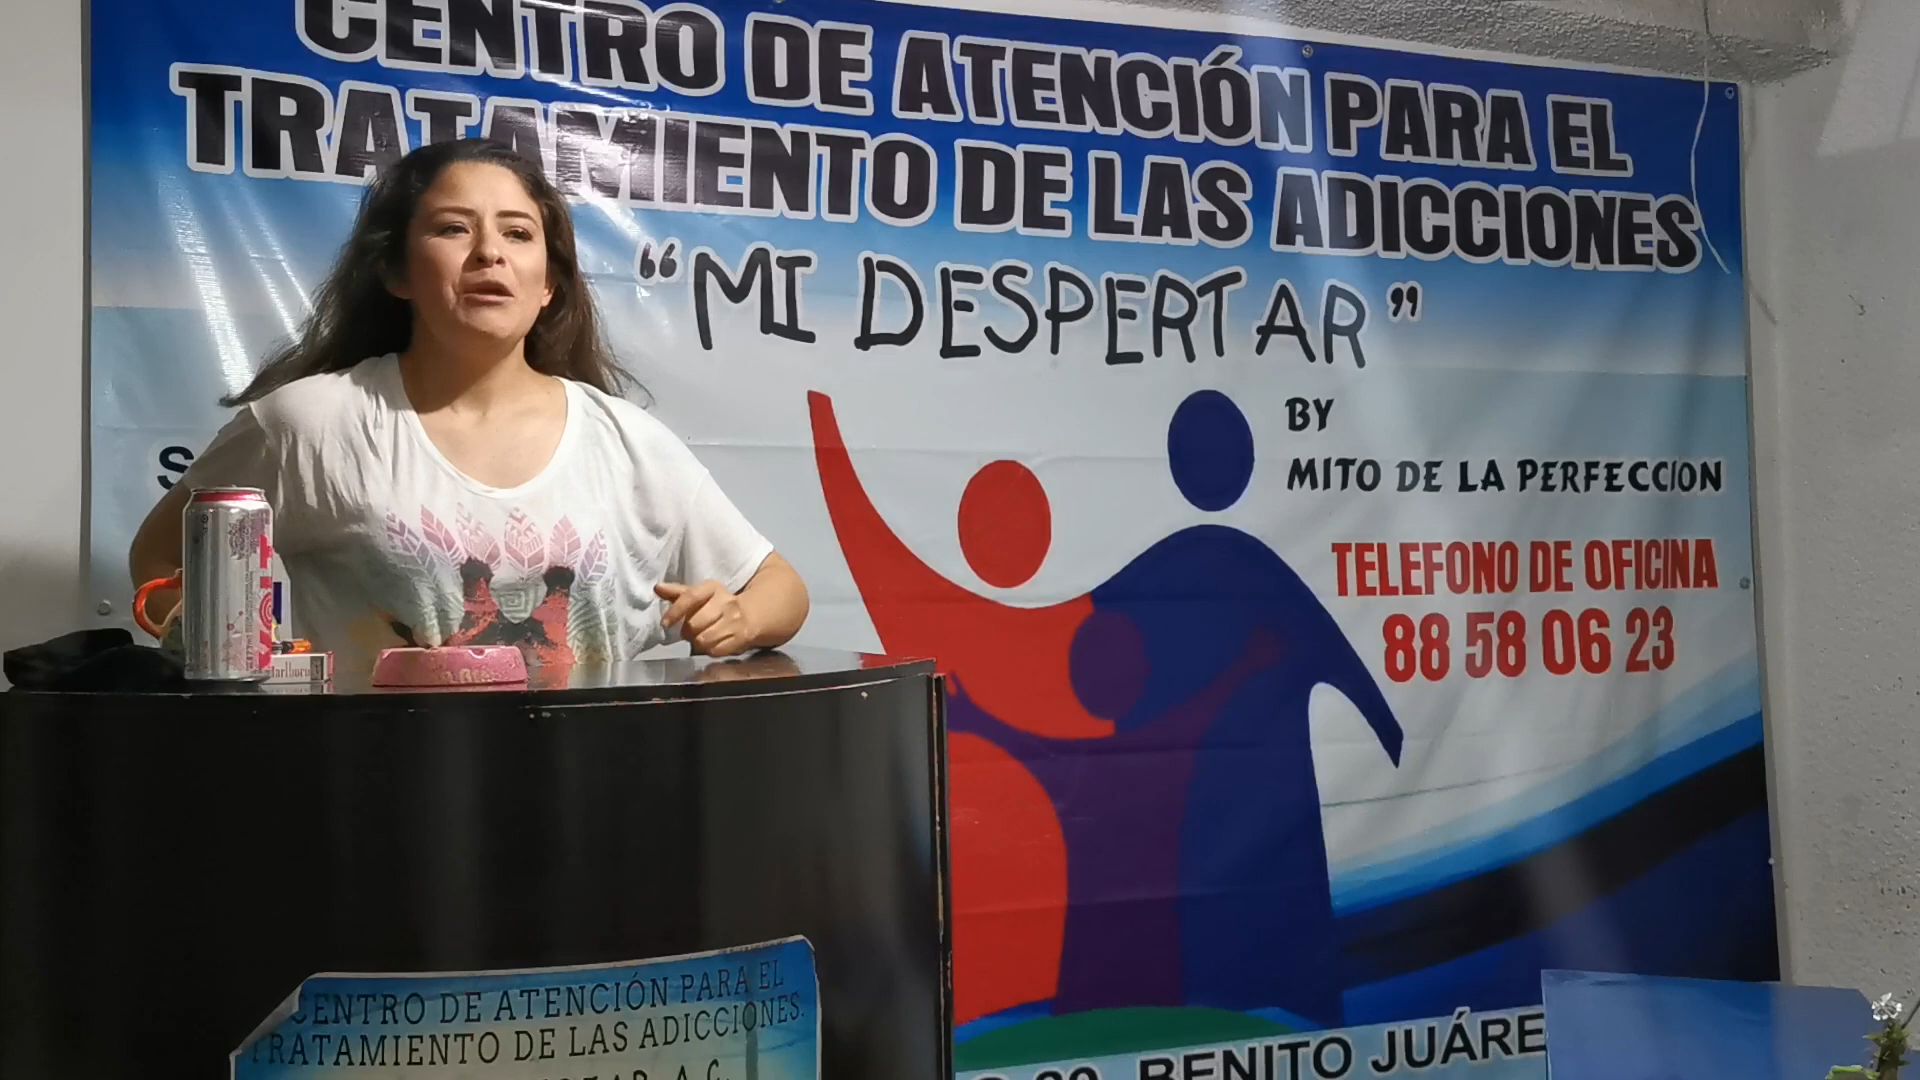 CENTRO DE ATENCIÓN PARA EL
TRATAMIENTO DE LAS ADICCIONES
“MI DESPERTAR”
BY
MITO DE LA PERFECCION
TELEFONO DE OFICINA
88 58 06 23
Marlboro
CENTRO DE ATENCIÓN PARA EL
TRATAMIENTO DE LAS ADICCIONES.
A.C.
BENITO JUÁRE